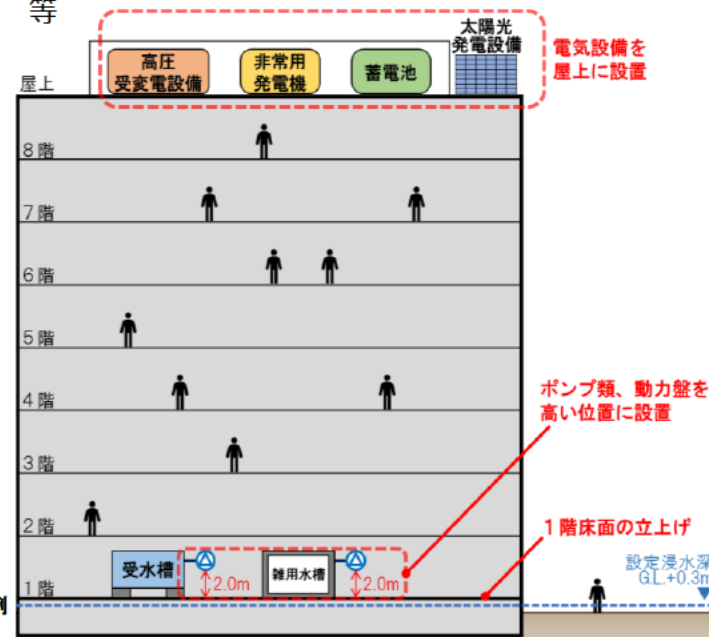 等
太陽光
発電設備
高圧
受変電設備
非常用
発電機
蓄電池
電気設備を
屋上に設置
屋上
8階
7階
6階
5階
4階
ポンプ類、動力盤を
高い位置に設置
3階
2階
1階床面の立上げ
受水槽
2.0m
雑用水槽
2.0m
設定浸水深
G.L.+0.3m
1階
例